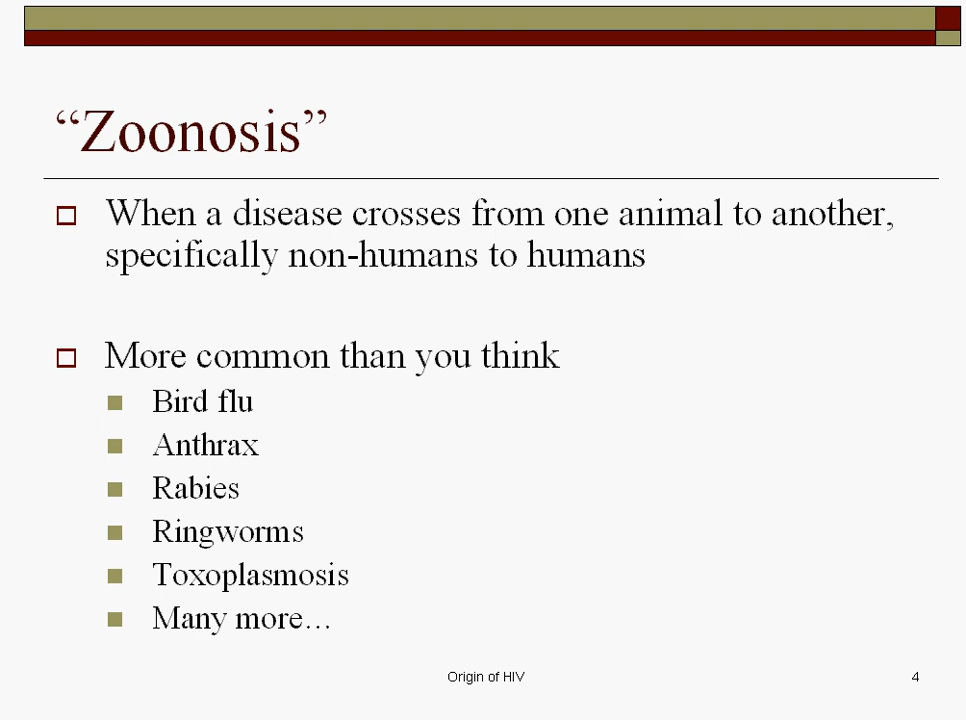 “Zoonosis”
When a disease crosses from one animal to another,
specifically non-humans to humans
More common than you think
Bird flu
Anthrax
Rabies
Ringworms
Toxoplasmosis
Many more…
Origin of HIV
4